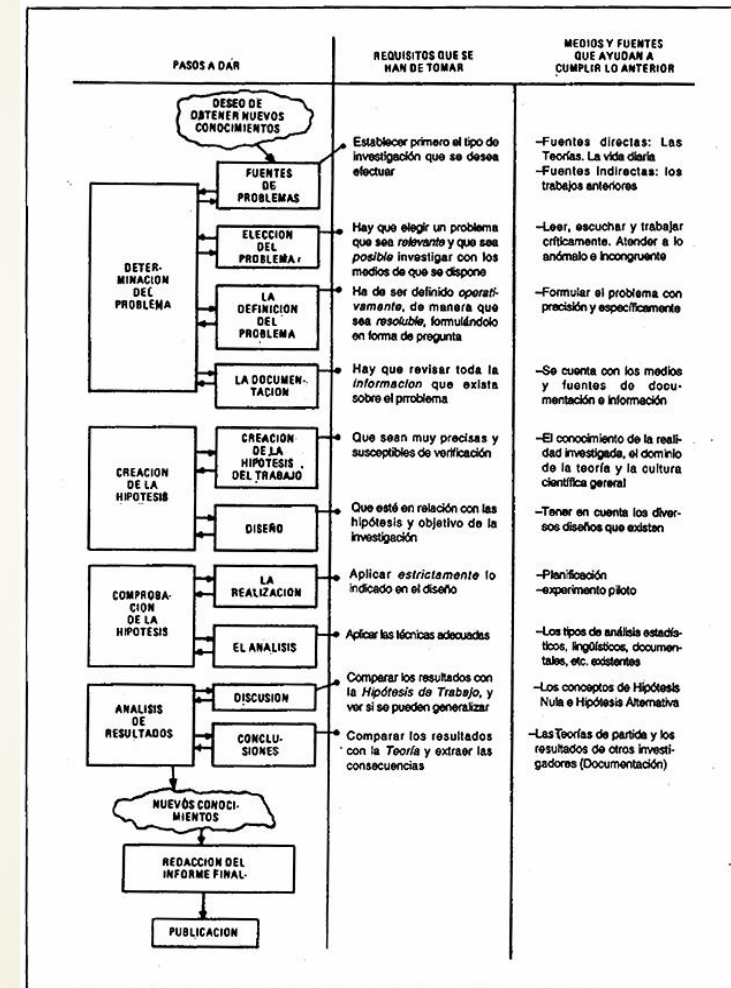 PASOS A DAR
REQUISITOS QUE SE
HAN DE TOMAR
MEDIOS Y FUENTES
QUE AYUDAN A
CUMPLIR LO ANTERIOR
DESEO DE
OBTENER NUEVOS
CONOCIMIENTOS
FUENTES
DE
PROBLEMAS
Establecer primero el tipo de
investigación que se desea
efectuar
–Fuentes directas: Las
Teorías. La vida diaria
–Fuentes Indirectas: los
trabajos anteriores
DETER-
MINACION
DEL
PROBLEMA
ELECCION
DEL
PROBLEMA
Hay que elegir un problema
que sea relevante y que sea
posible investigar con los
medios de que se dispone
–Leer, escuchar y trabajar
críticamente. Atender a lo
anómalo e incongruente
LA
DEFINICION
DEL
PROBLEMA
Ha de ser definido operati-
vamente, de manera que
sea resoluble, formulándolo
en forma de pregunta
–Formular el problema con
precisión y específicamente
LA DOCUMEN-
TACION
Hay que revisar toda la
informacion que exista
sobre el prroblema
–Se cuenta con los medios
y fuentes de docu-
mentación e información
CREACION
DE LA
HIPOTESIS
CREACION
DE LA
HIPOTESIS
DEL TRABAJO
Que sean muy precisas y
susceptibles de verificación
–El conocimiento de la reali-
dad investigada, el dominio
de la teoría y la cultura
científica gereral
DISEÑO
Que esté en relación con las
hipótesis y objetivo de la
investigación
–Tener en cuenta los diver-
sos diseños que existen
COMPROBA-
CION
DE LA
HIPOTESIS
LA
REALIZACION
Aplicar estrictamente lo
indicado en el diseño
–Planificación
–experimento piloto
EL ANALISIS
Aplicar las técnicas adecuadas
–Los tipos de análisis estadís-
ticos, lingüísticos, documen-
tales, etc. existentes
ANALISIS
DE
RESULTADOS
DISCUSION
Comparar los resultados con
la Hipótesis de Trabajo, y
ver si se pueden generalizar
–Los conceptos de Hipótesis
Nula e Hipótesis Alternativa
CONCLU-
SIONES
Comparar los resultados
con la Teoría y extraer las
consecuencias
–Las Teorías de partida y los
resultados de otros investi-
gadores (Documentación)
NUEVOS CONOCI-
MIENTOS
REDACCION DEL
INFORME FINAL
PUBLICACION